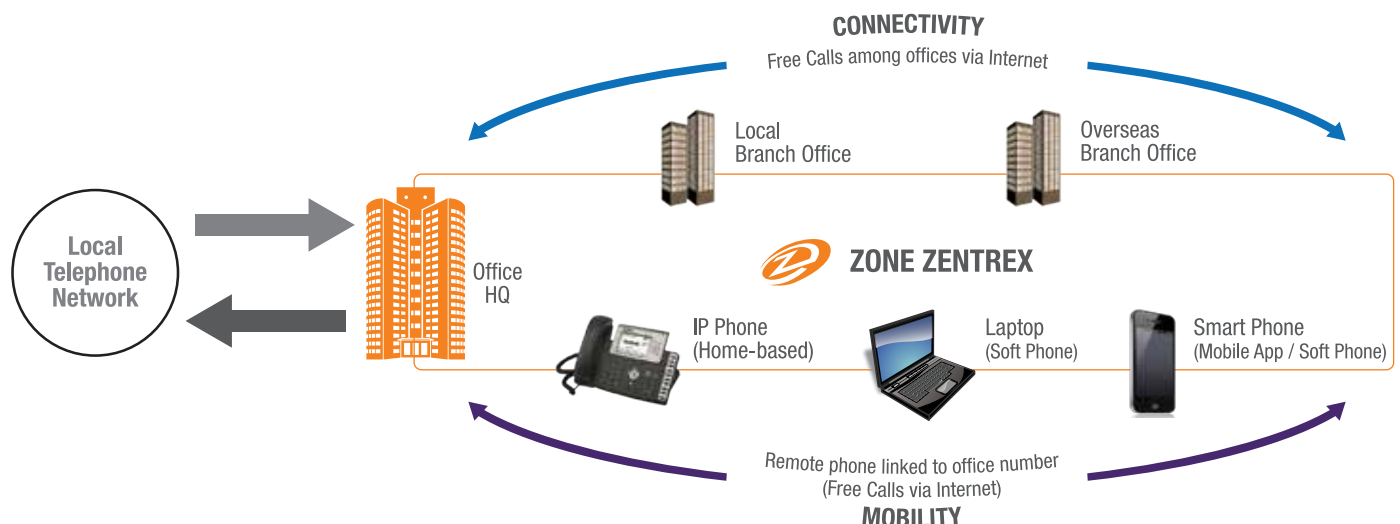 CONNECTIVITY
Free Calls among offices via Internet
Local
Branch Office
Overseas
Branch Office
Local
Telephone
Network
Office
HQ
ZONE ZENTREX
IP Phone
(Home-based)
Laptop
(Soft Phone)
Smart Phone
(Mobile App / Soft Phone)
Remote phone linked to office number
(Free Calls via Internet)
MOBILITY